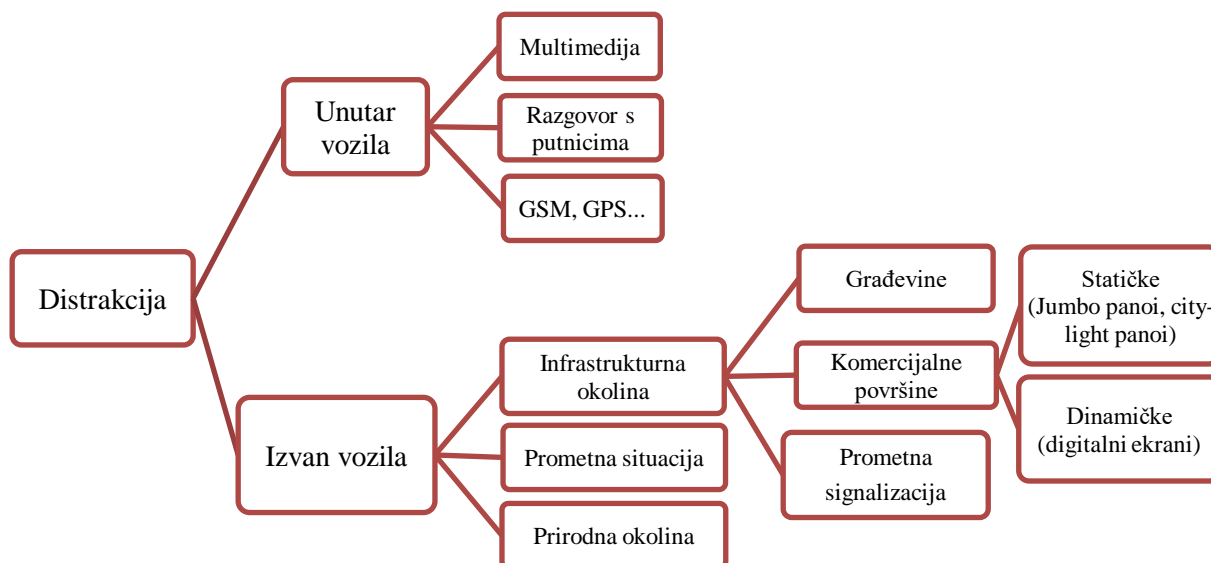 Multimedija
Unutar
vozila
Razgovor s
putnicima
GSM, GPS...
Distrakcija
Izvan vozila
Infrastrukturna
okolina
Prometna situacija
Prirodna okolina
Građevine
Komercijalne
površine
Prometna
signalizacija
Statičke
(Jumbo panoi, city-
light panoi)
Dinamičke
(digitalni ekrani)